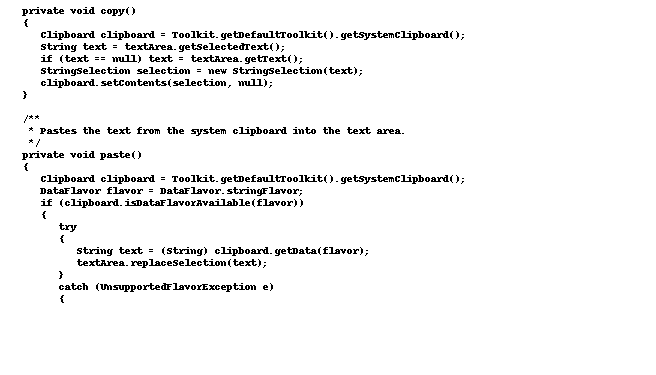 private void copy()
{
Clipboard clipboard = Toolkit.getDefaultToolkit().getSystemClipboard();
String text = textArea.getSelectedText();
if (text == null) text = textArea.getText();
StringSelection selection = new StringSelection(text);
clipboard.setContents(selection, null);
}
/**
* Pastes the text from the system clipboard into the text area.
*/
private void paste()
{
Clipboard clipboard = Toolkit.getDefaultToolkit().getSystemClipboard();
DataFlavor flavor = DataFlavor.stringFlavor;
if (clipboard.isDataFlavorAvailable(flavor))
{
try
{
String text = (String) clipboard.getData(flavor);
textArea.replaceSelection(text);
}
catch (UnsupportedFlavorException e)
{